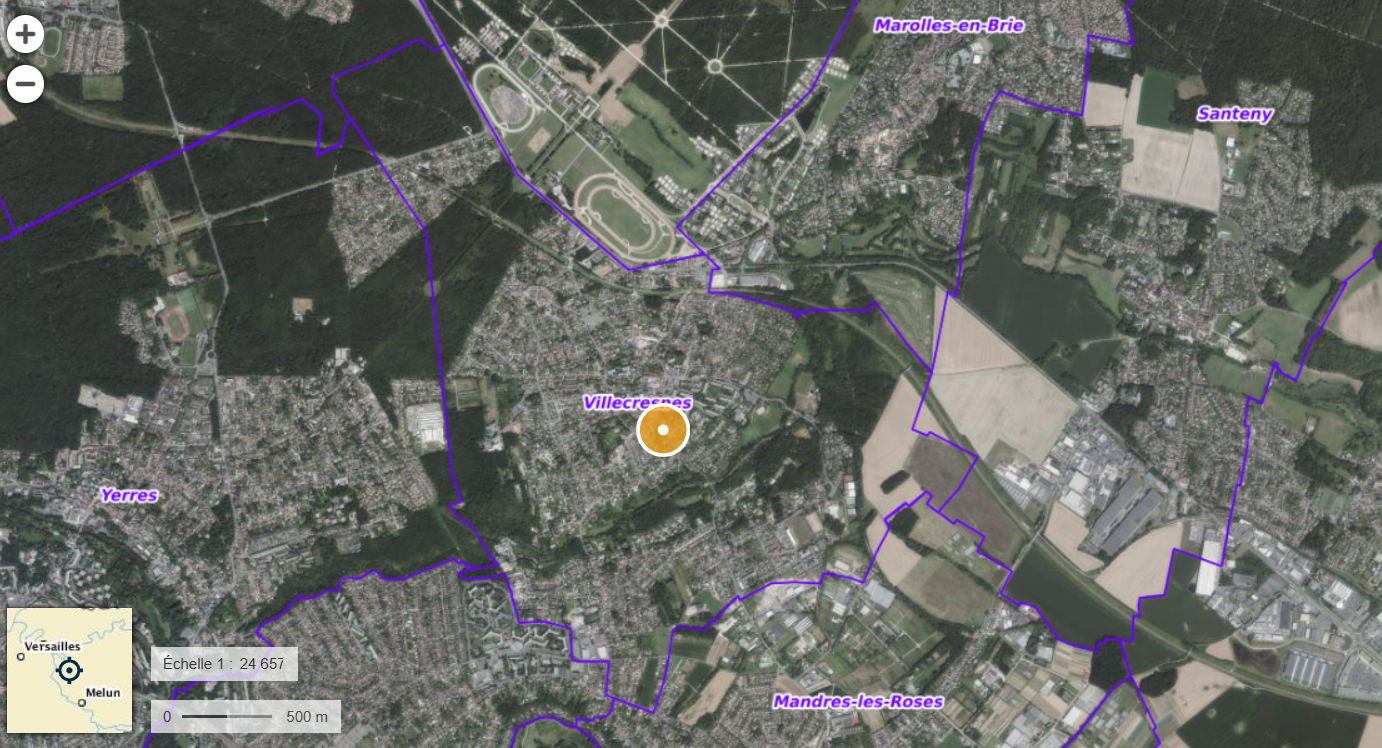 +
Marolles-en-Brie
−
Santeny
Villecresnes
Yerres
Versailles
Échelle 1 : 24 657
Melun
Mandres-les-Roses
0 500 m